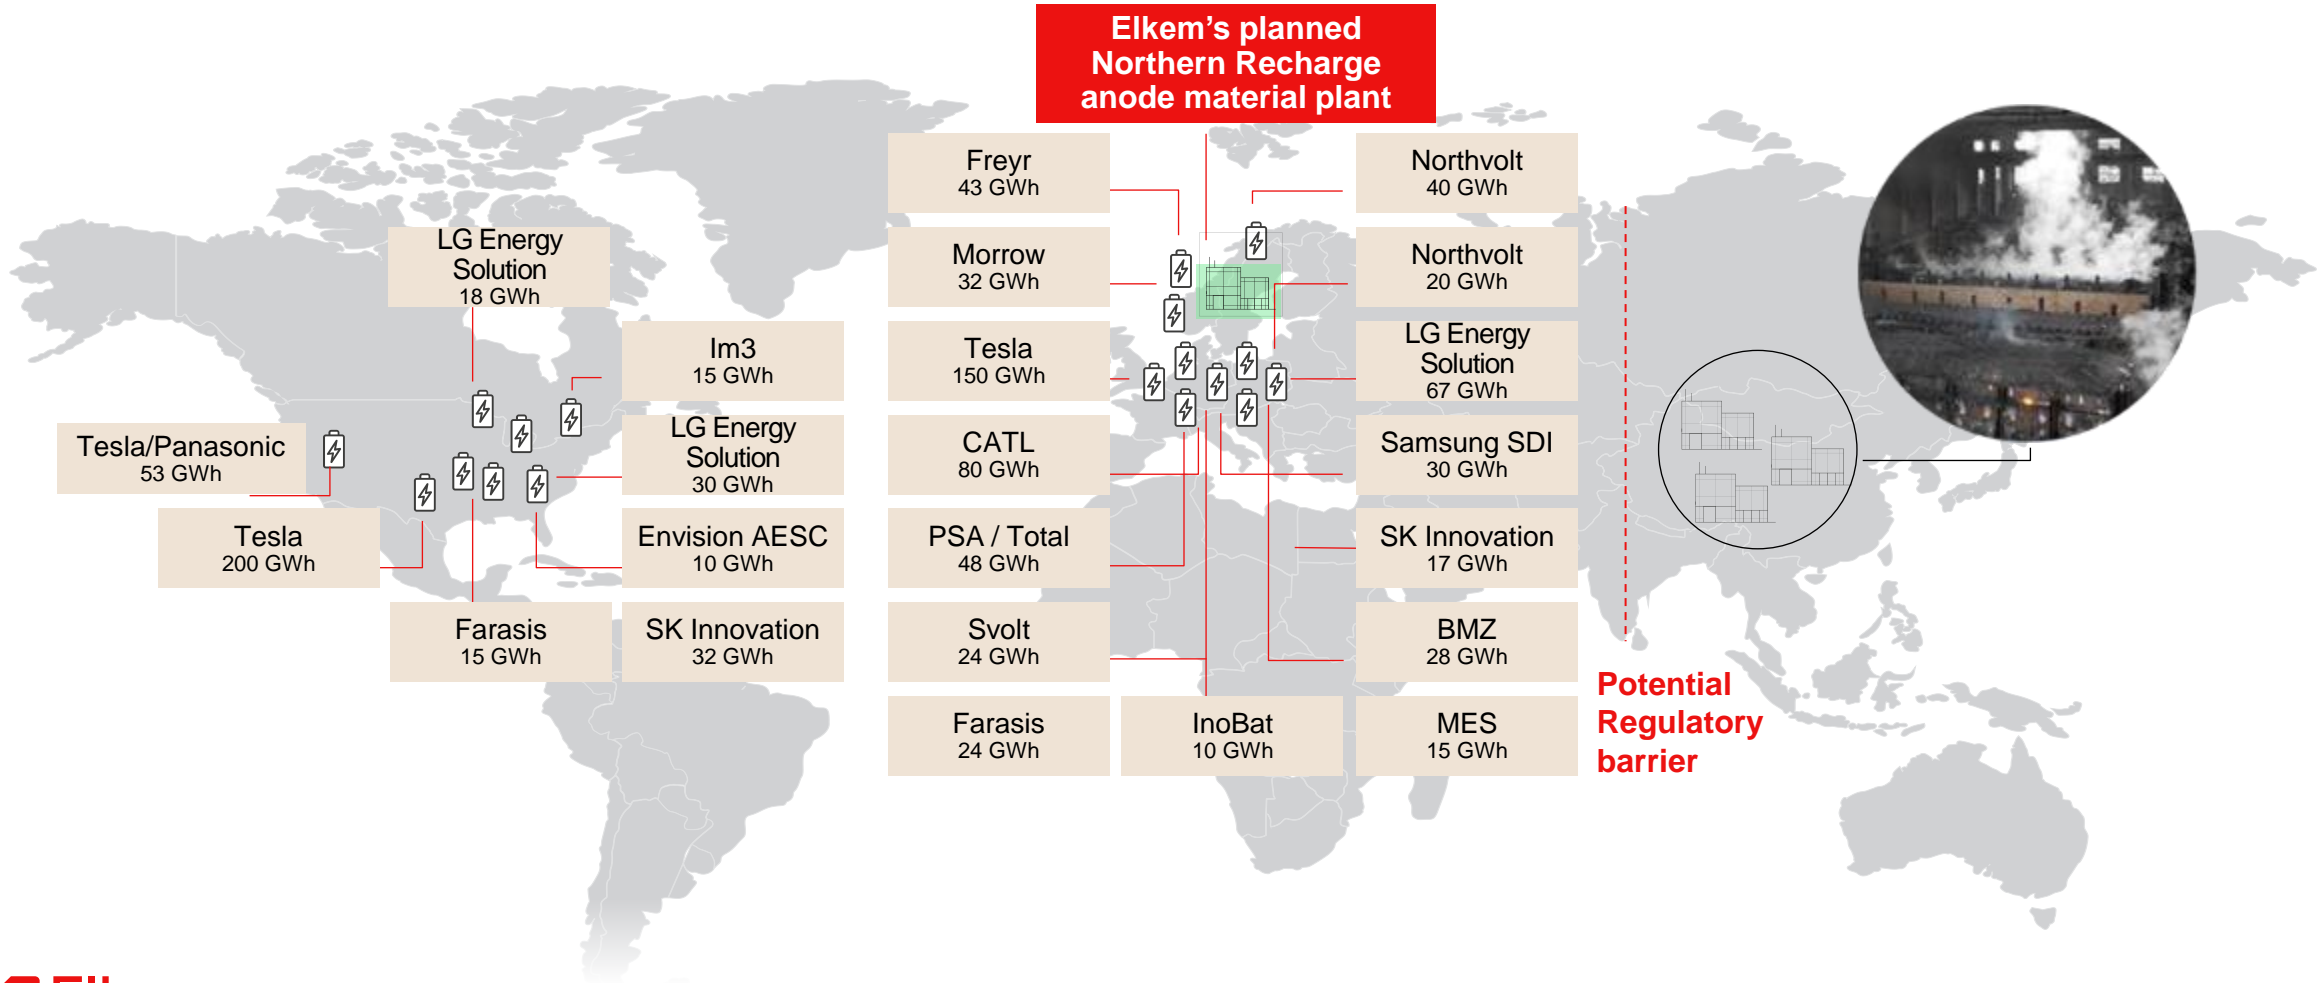 Elkem's planned
Northern Recharge
anode material plant
LG Energy
Solution
18 GWh
Im3
15 GWh
Tesla/Panasonic
53 GWh
LG Energy
Solution
30 GWh
Tesla
200 GWh
Envision AESC
10 GWh
Farasis
15 GWh
SK Innovation
32 GWh
Freyr
43 GWh
Morrow
32 GWh
Tesla
150 GWh
CATL
80 GWh
PSA / Total
48 GWh
Svolt
24 GWh
Farasis
24 GWh
InoBat
10 GWh
Northvolt
40 GWh
Northvolt
20 GWh
LG Energy
Solution
67 GWh
Samsung SDI
30 GWh
SK Innovation
17 GWh
BMZ
28 GWh
MES
15 GWh
Potential
Regulatory
barrier